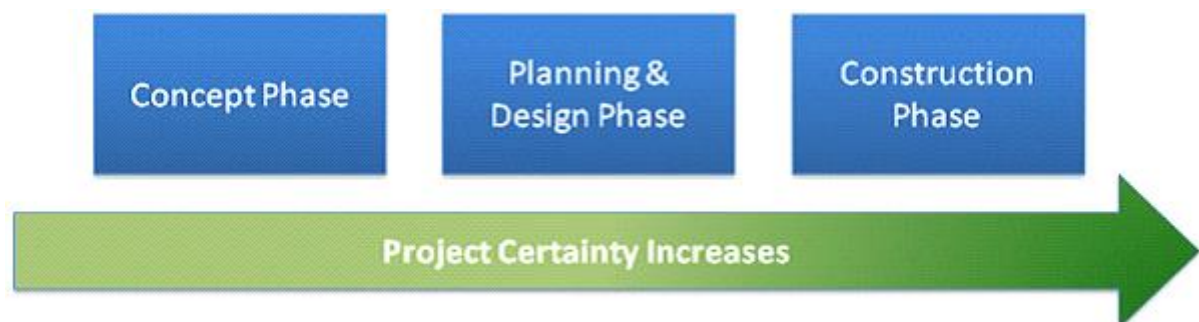 Concept Phase
Planning &
Design Phase
Construction
Phase
Project Certainty Increases